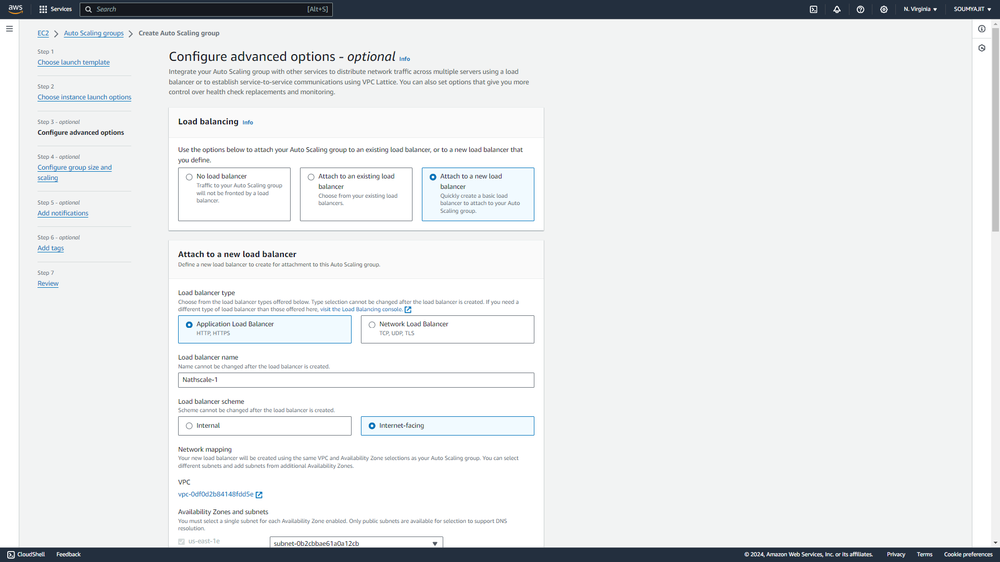 aws
Services
Search
[Alt+S]
N. Virginia
SOUMYAJIT
EC2
Auto Scaling groups
Create Auto Scaling group
Step 1
Choose launch template
Step 2
Choose instance launch options
Step 3 - optional
Configure advanced options
Step 4 - optional
Configure group size and
scaling
Step 5 - optional
Add notifications
Step 6 - optional
Add tags
Step 7
Review
Configure advanced options - optional Info
Integrate your Auto Scaling group with other services to distribute network traffic across multiple servers using a load
balancer or to establish service-to-service communications using VPC Lattice. You can also set options that give you more
control over health check replacements and monitoring.
Load balancing Info
Use the options below to attach your Auto Scaling group to an existing load balancer, or to a new load balancer that
you define.
No load balancer
Traffic to your Auto Scaling group
will not be fronted by a load
balancer.
Attach to an existing load
balancer
Choose from your existing load
balancers.
Attach to a new load
balancer
Quickly create a basic load
balancer to attach to your Auto
Scaling group.
Attach to a new load balancer
Define a new load balancer to create for attachment to this Auto Scaling group.
Load balancer type
Choose from the load balancer types offered below. Type selection cannot be changed after the load balancer is created. If you need a
different type of load balancer than those offered here, visit the Load Balancing console.
Application Load Balancer
HTTP, HTTPS
Network Load Balancer
TCP, UDP, TLS
Load balancer name
Name cannot be changed after the load balancer is created.
Nathscale-1
Load balancer scheme
Scheme cannot be changed after the load balancer is created.
Internal
Internet-facing
Network mapping
Your new load balancer will be created using the same VPC and Availability Zone selections as your Auto Scaling group. You can select
different subnets and add subnets from additional Availability Zones.
VPC
vpc-0df0d2b84148fdd5e
Availability Zones and subnets
You must select a single subnet for each Availability Zone enabled. Only public subnets are available for selection to support DNS
resolution.
us-east-1e
subnet-0b2cbbae61a0a12cb
CloudShell
Feedback
© 2024, Amazon Web Services, Inc. or its affiliates.
Privacy
Terms
Cookie preferences